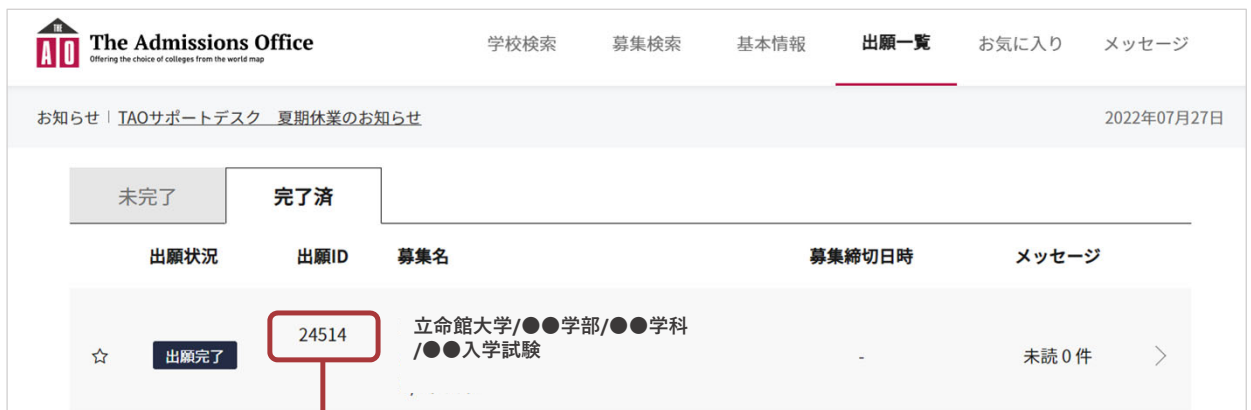 THE
AO
The Admissions Office
Offering the choice of colleges from the world map
学校検索 募集検索 基本情報 出願一覧 お気に入り メッセージ
お知らせ | TAOサポートデスク 夏期休業のお知らせ 2022年07月27日
未完了 完了済
出願状況 出願ID 募集名 募集締切日時 メッセージ
☆ 出願完了 24514 立命館大学/●●学部/●●学科
/●●入学試験 - 未読 0 件 >